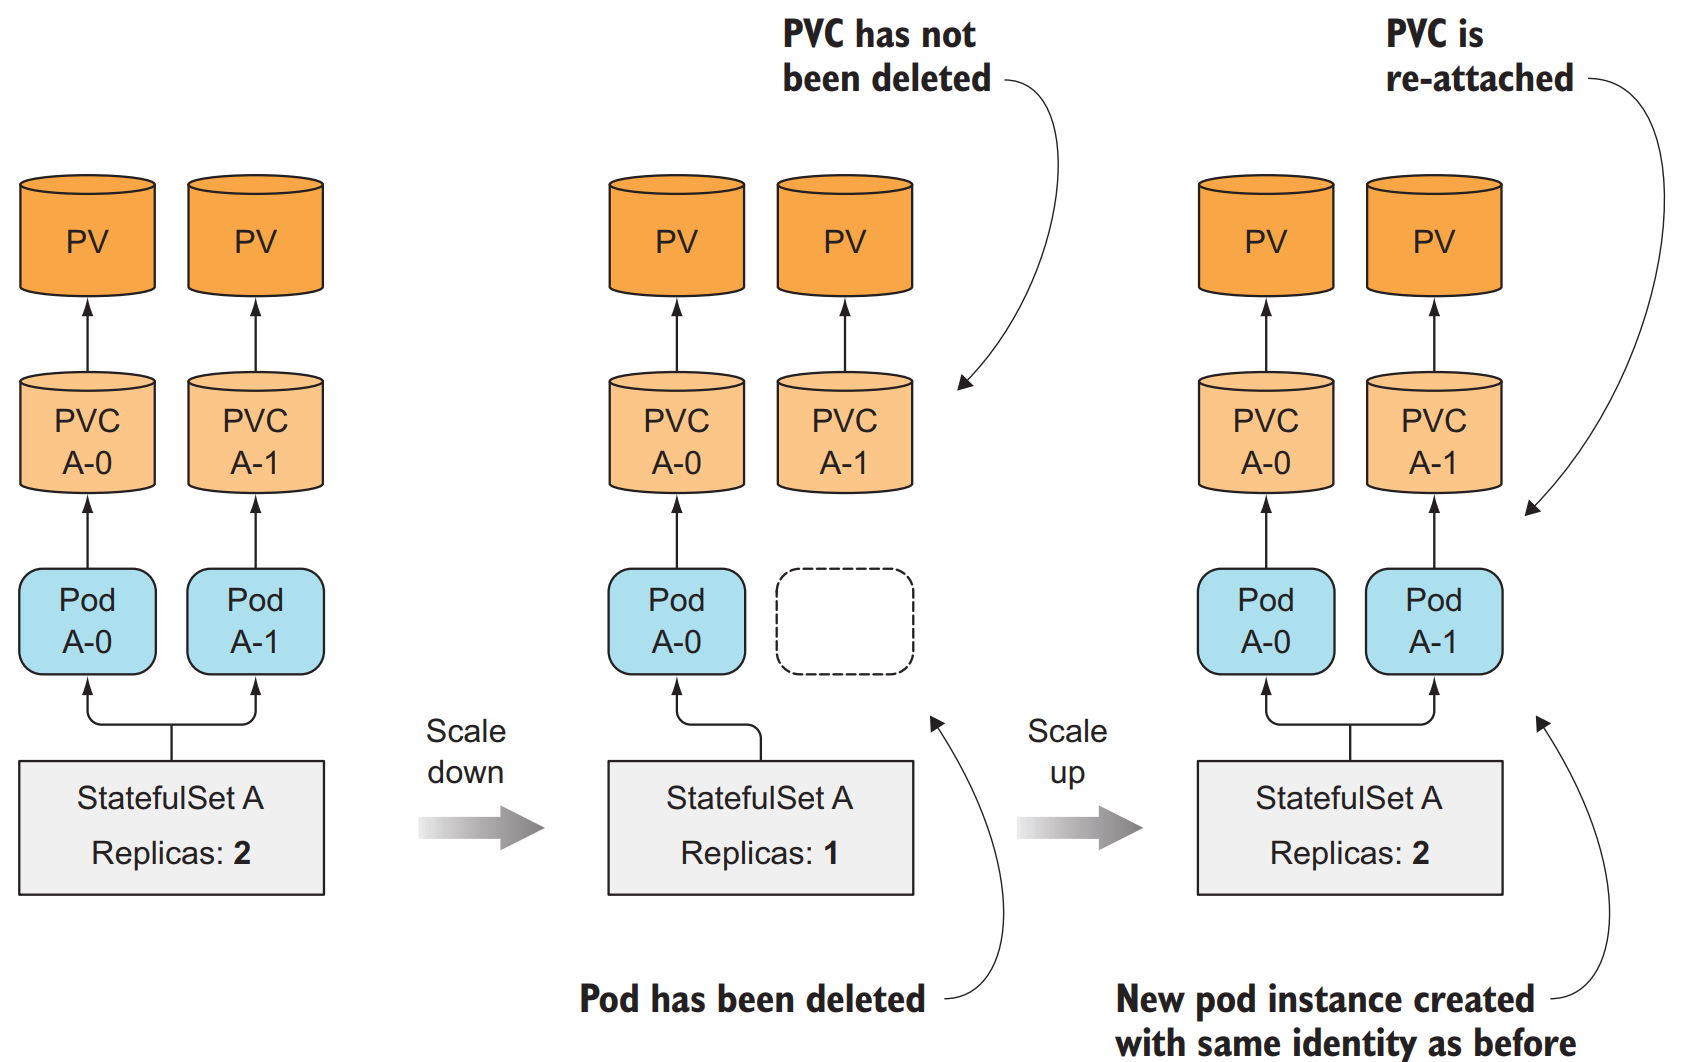 PVC has not
been deleted
PVC is
re-attached
PV
PV
PV
PV
PV
PV
PVC
A-0
PVC
A-1
PVC
A-0
PVC
A-1
PVC
A-0
PVC
A-1
Pod
A-0
Pod
A-1
Pod
A-0
Pod
A-0
Pod
A-1
Scale
down
Scale
up
StatefulSet A
Replicas: 2
StatefulSet A
Replicas: 1
StatefulSet A
Replicas: 2
Pod has been deleted
New pod instance created
with same identity as before